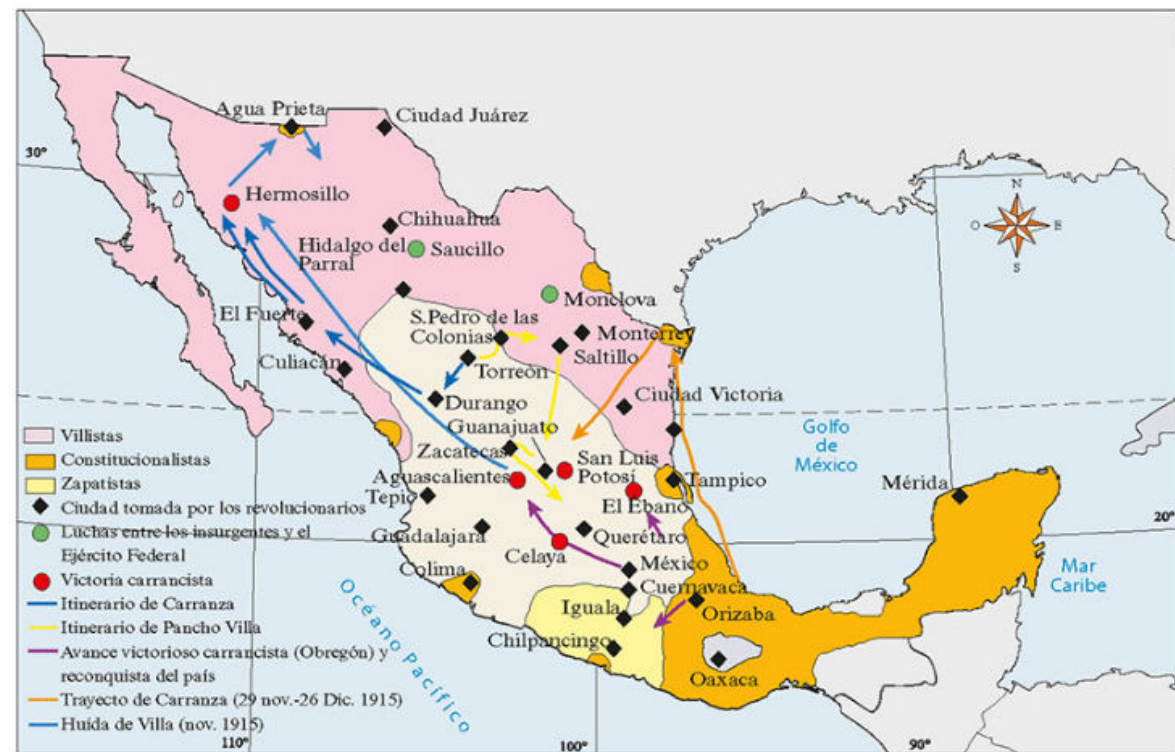 Agua Prieta
Ciudad Juárez
30°
N
O
E
S
Hermosillo
Chihuahua
Hidalgo del
Parral
Saucillo
Monclova
El Fuerte
S.Pedro de las
Colonias
Monterrey
Saltillo
Culiacán
Torreón
Durango
Ciudad Victoria
Guanajuato
Zacatecas
San Luis
Potosí
Aguascalientes
Tampico
Tepic
El Ebano
Mérida
Golfo
de
México
Guadalajara
Querétaro
20°
Celaya
México
Mar
Caribe
Colima
Cuernavaca
Orizaba
Iguala
Chilpancingo
Oaxaca
Océano Pacífico
Villistas
Constitucionalistas
Zapatistas
Ciudad tomada por los revolucionarios
Luchas entre los insurgentes y el
Ejército Federal
Victoria carrancista
Itinerario de Carranza
Itinerario de Pancho Villa
Avance victorioso carrancista (Obregón) y
reconquista del país
Trayecto de Carranza (29 nov.-26 Dic. 1915)
Huída de Villa (nov. 1915)
110°
100°
90°